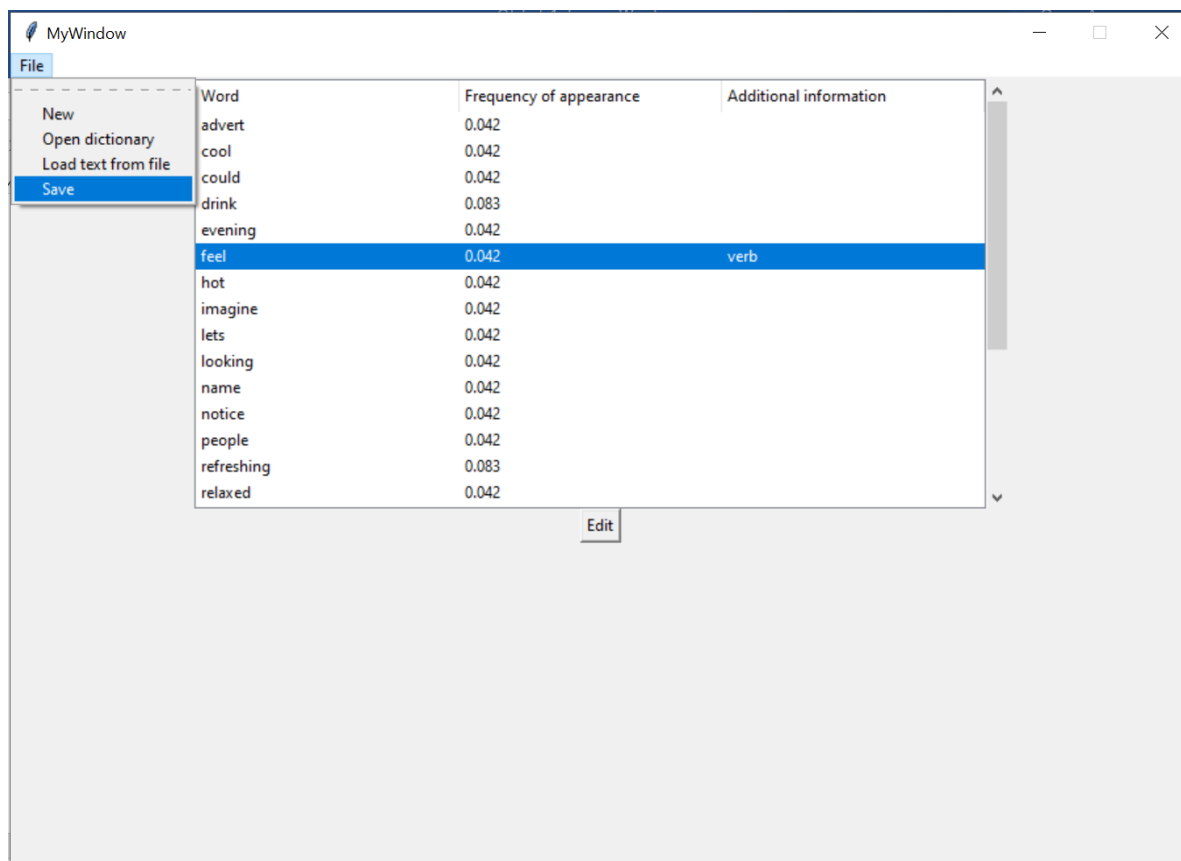 MyWindow
File
New
Open dictionary
Load text from file
Save
Word Frequency of appearance Additional information
advert 0.042
cool 0.042
could 0.042
drink 0.083
evening 0.042
feel 0.042 verb
hot 0.042
imagine 0.042
lets 0.042
looking 0.042
name 0.042
notice 0.042
people 0.042
refreshing 0.083
relaxed 0.042
Edit